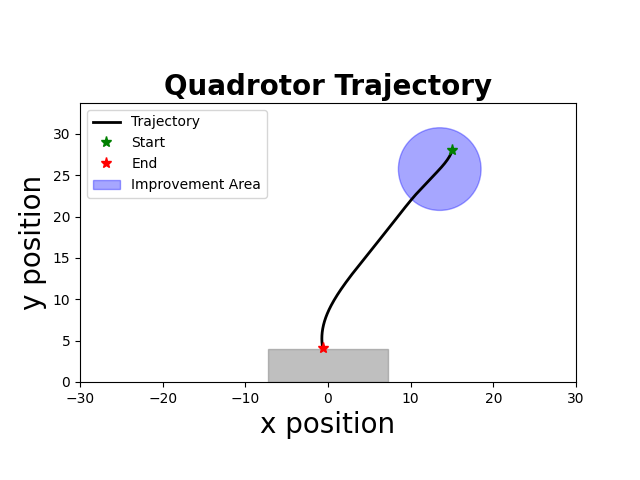 Quadrotor Trajectory
Trajectory
Start
End
Improvement Area
30
25
20
15
10
5
0
y position
−30
−20
−10
0
10
20
30
x position